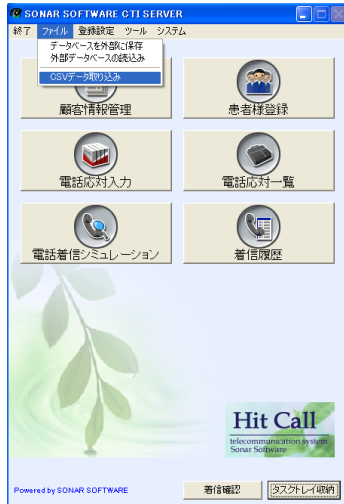 SONAR SOFTWARE CTI SERVER
終了 ファイル 登録設定 ツール システム
データベースを外部に保存
外部データベースの読込み
CSVデータ取り込み
顧客情報管理 患者様登録
電話応対入力 電話応対一覧
電話着信シミュレーション 着信履歴
Hit Call
telecommunication system
Sonar Software
Powered by SONAR SOFTWARE 着信確認 タスクトレイ収納